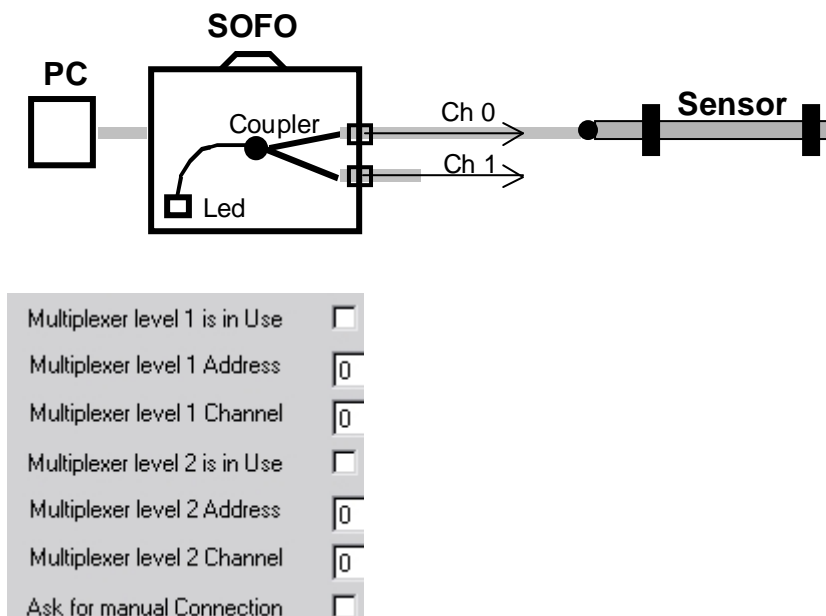 SOFO
PC
Coupler
Ch 0
Sensor
Ch 1
Led
Multiplexer level 1 is in Use
Multiplexer level 1 Address 0
Multiplexer level 1 Channel 0
Multiplexer level 2 is in Use
Multiplexer level 2 Address 0
Multiplexer level 2 Channel 0
Ask for manual Connection